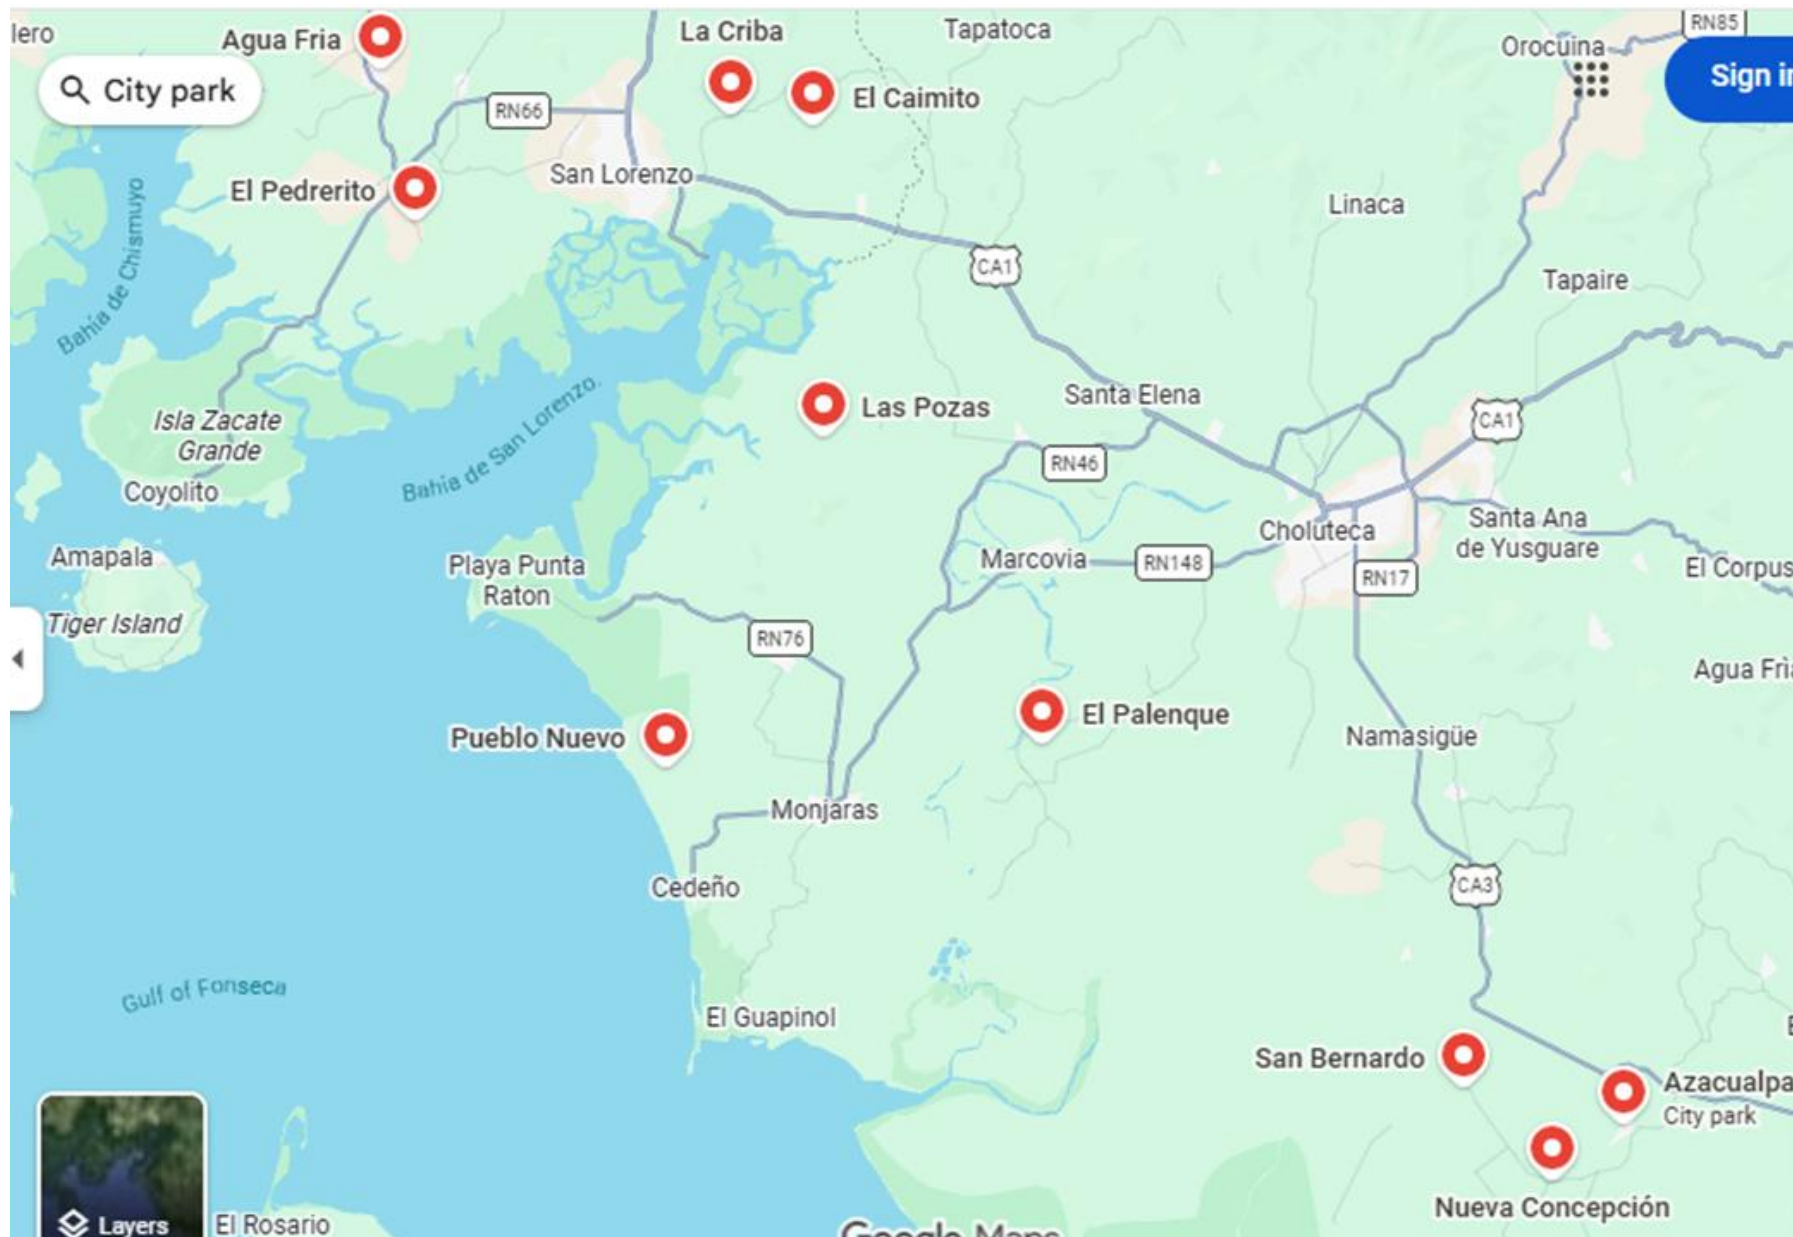 lero
Agua Fria
La Criba
Tapatoca
RN85
Orocuina
Sign in
City park
RN66
El Caimito
San Lorenzo
El Pedrerito
Linaca
Bahía de Chismuyo
CA1
Tapaire
Santa Elena
Las Pozas
CA1
Isla Zacate
Grande
Bahía de San Lorenzo
RN46
Coyolito
Choluteca
Santa Ana
de Yusguare
Amapala
Playa Punta
Raton
Marcovia
RN148
RN17
El Corpus
Tiger Island
RN76
Agua Fria
El Palenque
Pueblo Nuevo
Namasigüe
Monjaras
Cedeño
CA3
Gulf of Fonseca
El Guapinol
San Bernardo
Azacualpa
City park
Nueva Concepción
Layers
El Rosario
Google Maps